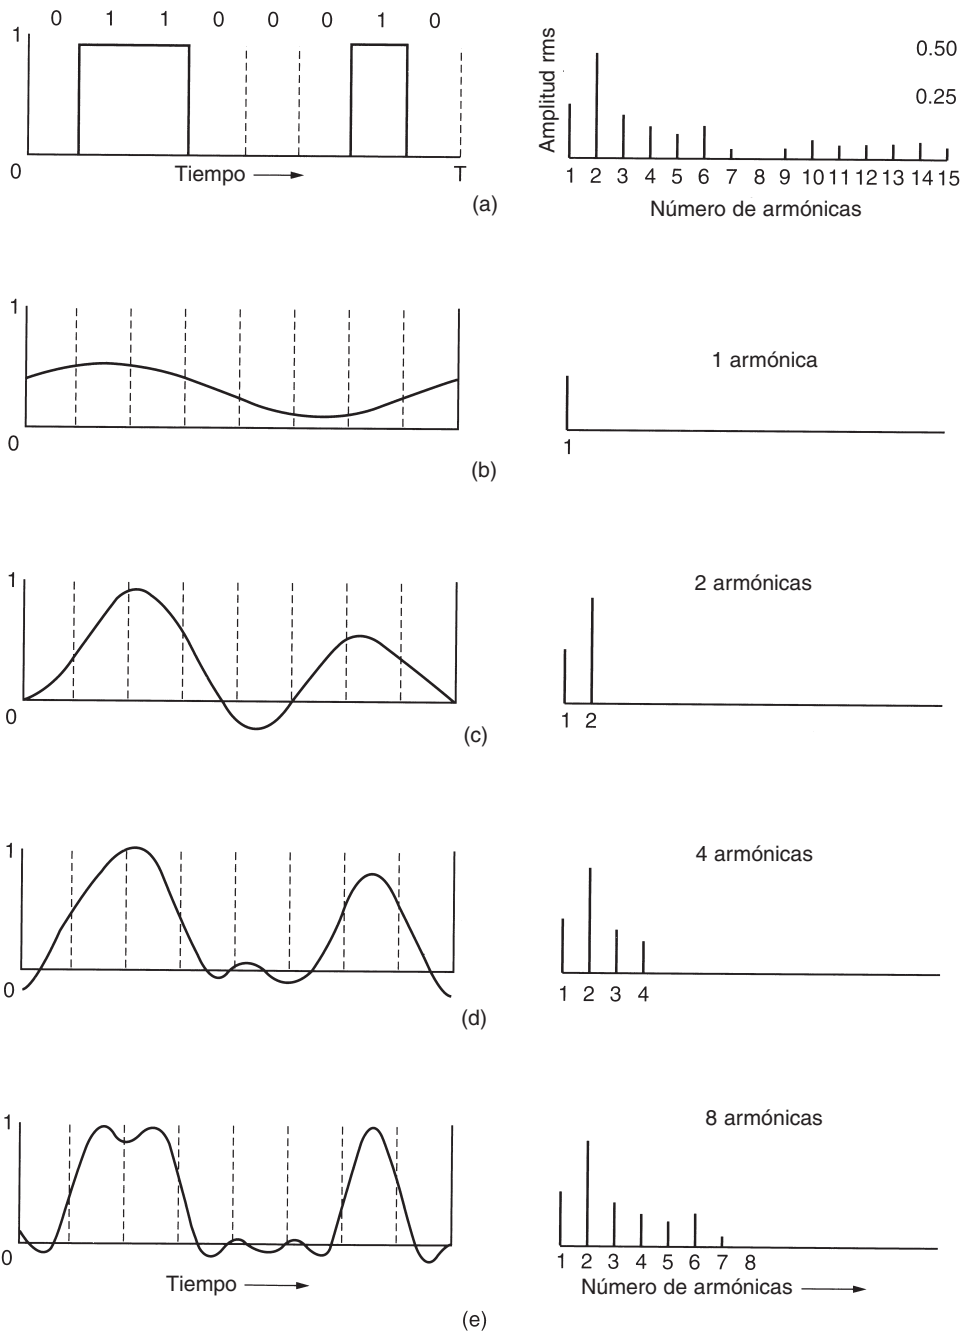 0 1 1 0 0 0 1 0
1
0
Tiempo
T
Amplitud rms
0.50
0.25
1 2 3 4 5 6 7 8 9 10 11 12 13 14 15
Número de armónicas
(a)
1
0
1 armónica
1
(b)
1
0
2 armónicas
1 2
(c)
1
0
4 armónicas
1 2 3 4
(d)
1
0
Tiempo
8 armónicas
1 2 3 4 5 6 7 8
Número de armónicas
(e)